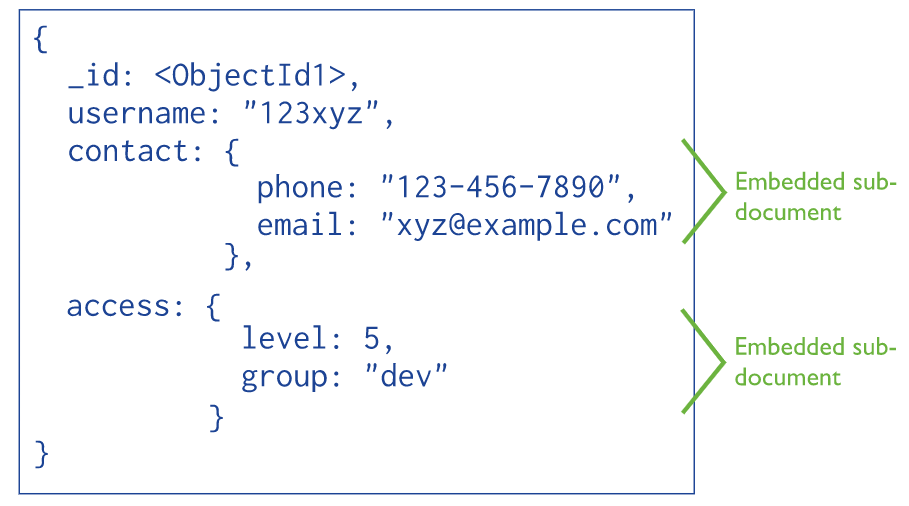 {
_id: <ObjectId1>,
username: "123xyz",
contact: {
phone: "123-456-7890",
email: "xyz@example.com"
},
access: {
level: 5,
group: "dev"
}
}
Embedded sub-
document
Embedded sub-
document